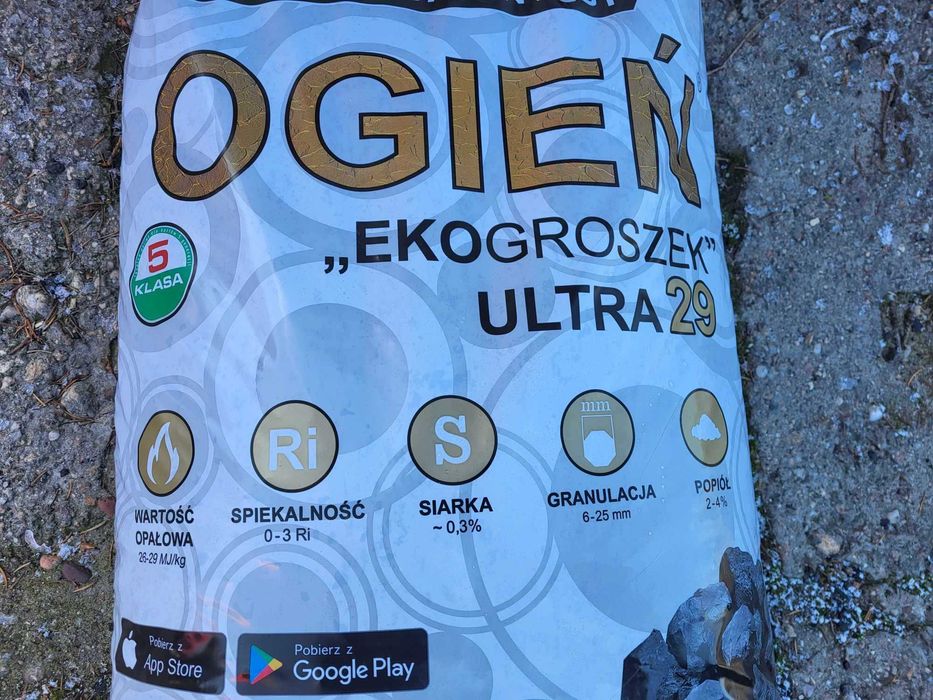 OGIEŃ
„EKOGROSZEK”
ULTRA 29
5
KLASA
Ri
S
mm
WARTOŚĆ
OPAŁOWA
26-29 MJ/kg
SPIEKALNOŚĆ
0-3 Ri
SIARKA
~ 0,3%
GRANULACJA
6-25 mm
POPIÓŁ
2-4%
Pobierz z
App Store
Pobierz z
Google Play